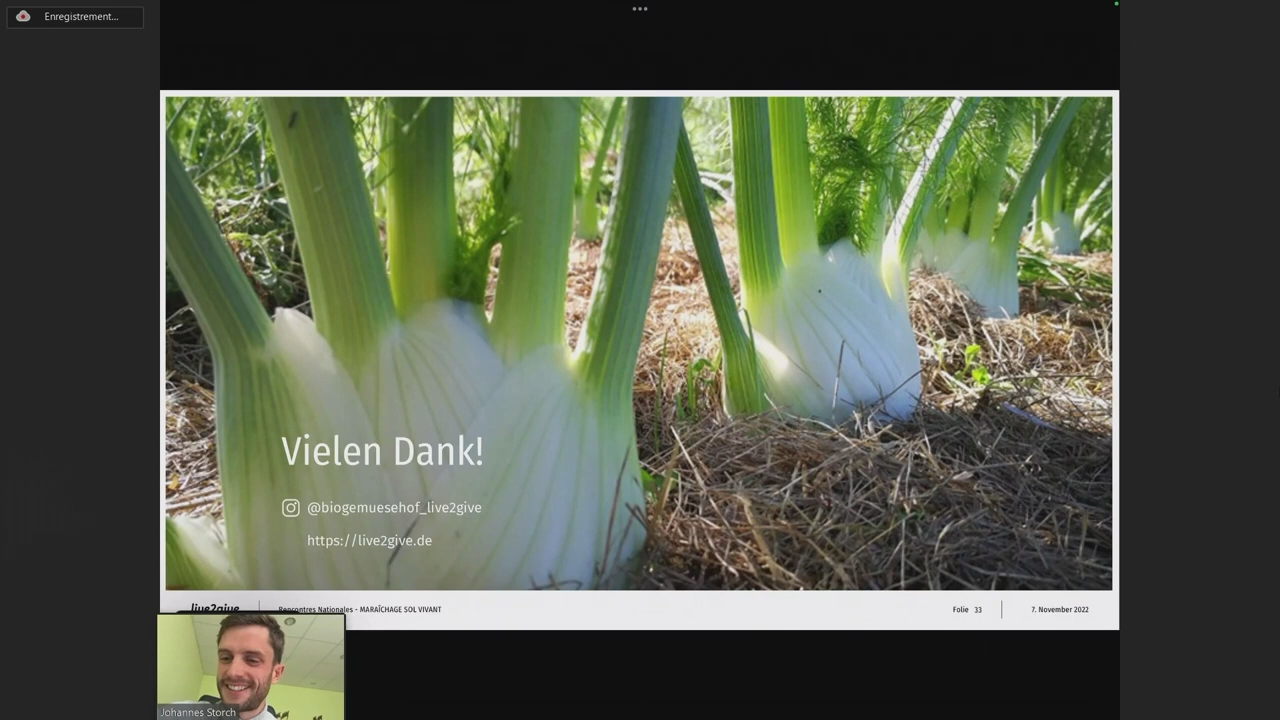 Enregistrement...
Vielen Dank!
@biogemuesehof_live2give
https://live2give.de
live2give
Rencontres Nationales - MARAÎCHAGE SOL VIVANT
Folie 33
7. November 2022
Johannes Storch